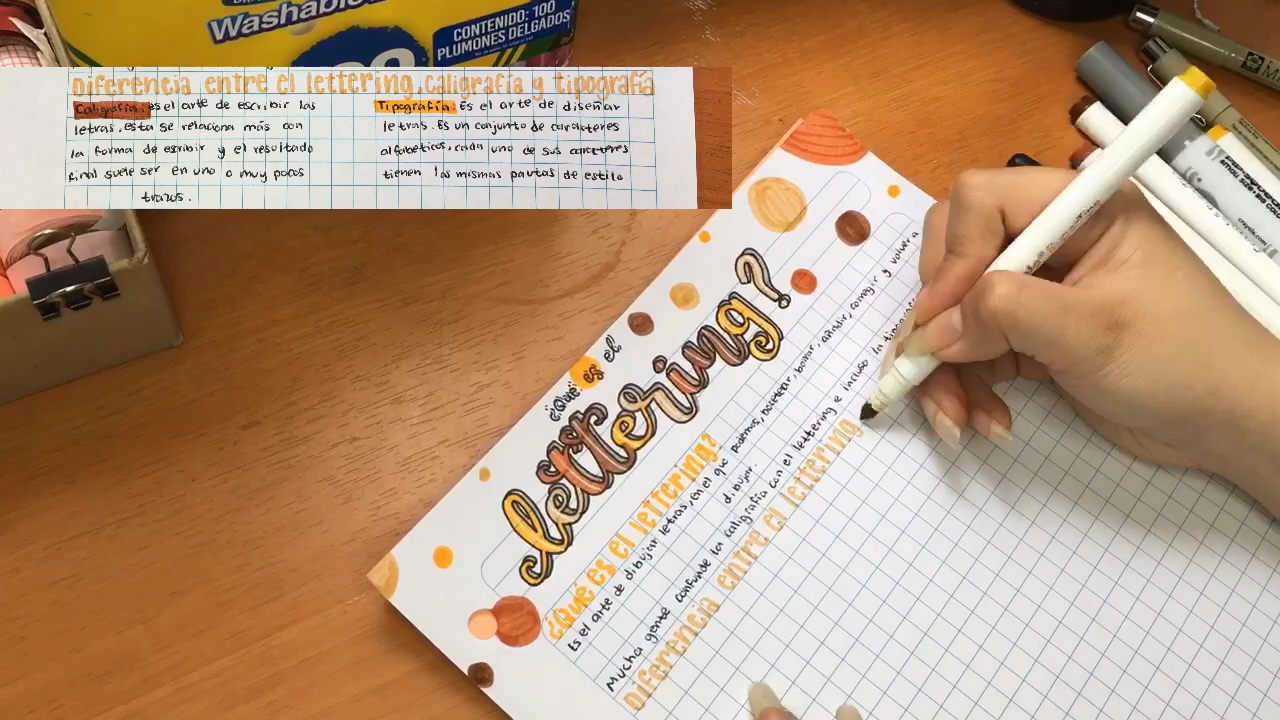 Washable
CONTENIDO: 100
PLUMONES DELGADOS
Diferencia entre el lettering, caligrafía y tipografía
Caligrafía: es el arte de escribir las
letras, esta se relaciona más con
la forma de escribir y el resultado
final suele ser en uno o muy pocos
trazos.
Tipografía: Es el arte de diseñar
letras. Es un conjunto de caracteres
alfabéticos, cada uno de sus caracteres
tienen las mismas pautas de estilo
¿Qué es el
lettering?
¿Qué es el lettering?
Es el arte de dibujar letras, en el que podemos, bocetear, borrar, añadir, corregir y volver a
dibujar.
Mucha gente confunde la caligrafía con el lettering e incluso la
Diferencia entre el lettering
crayola.com